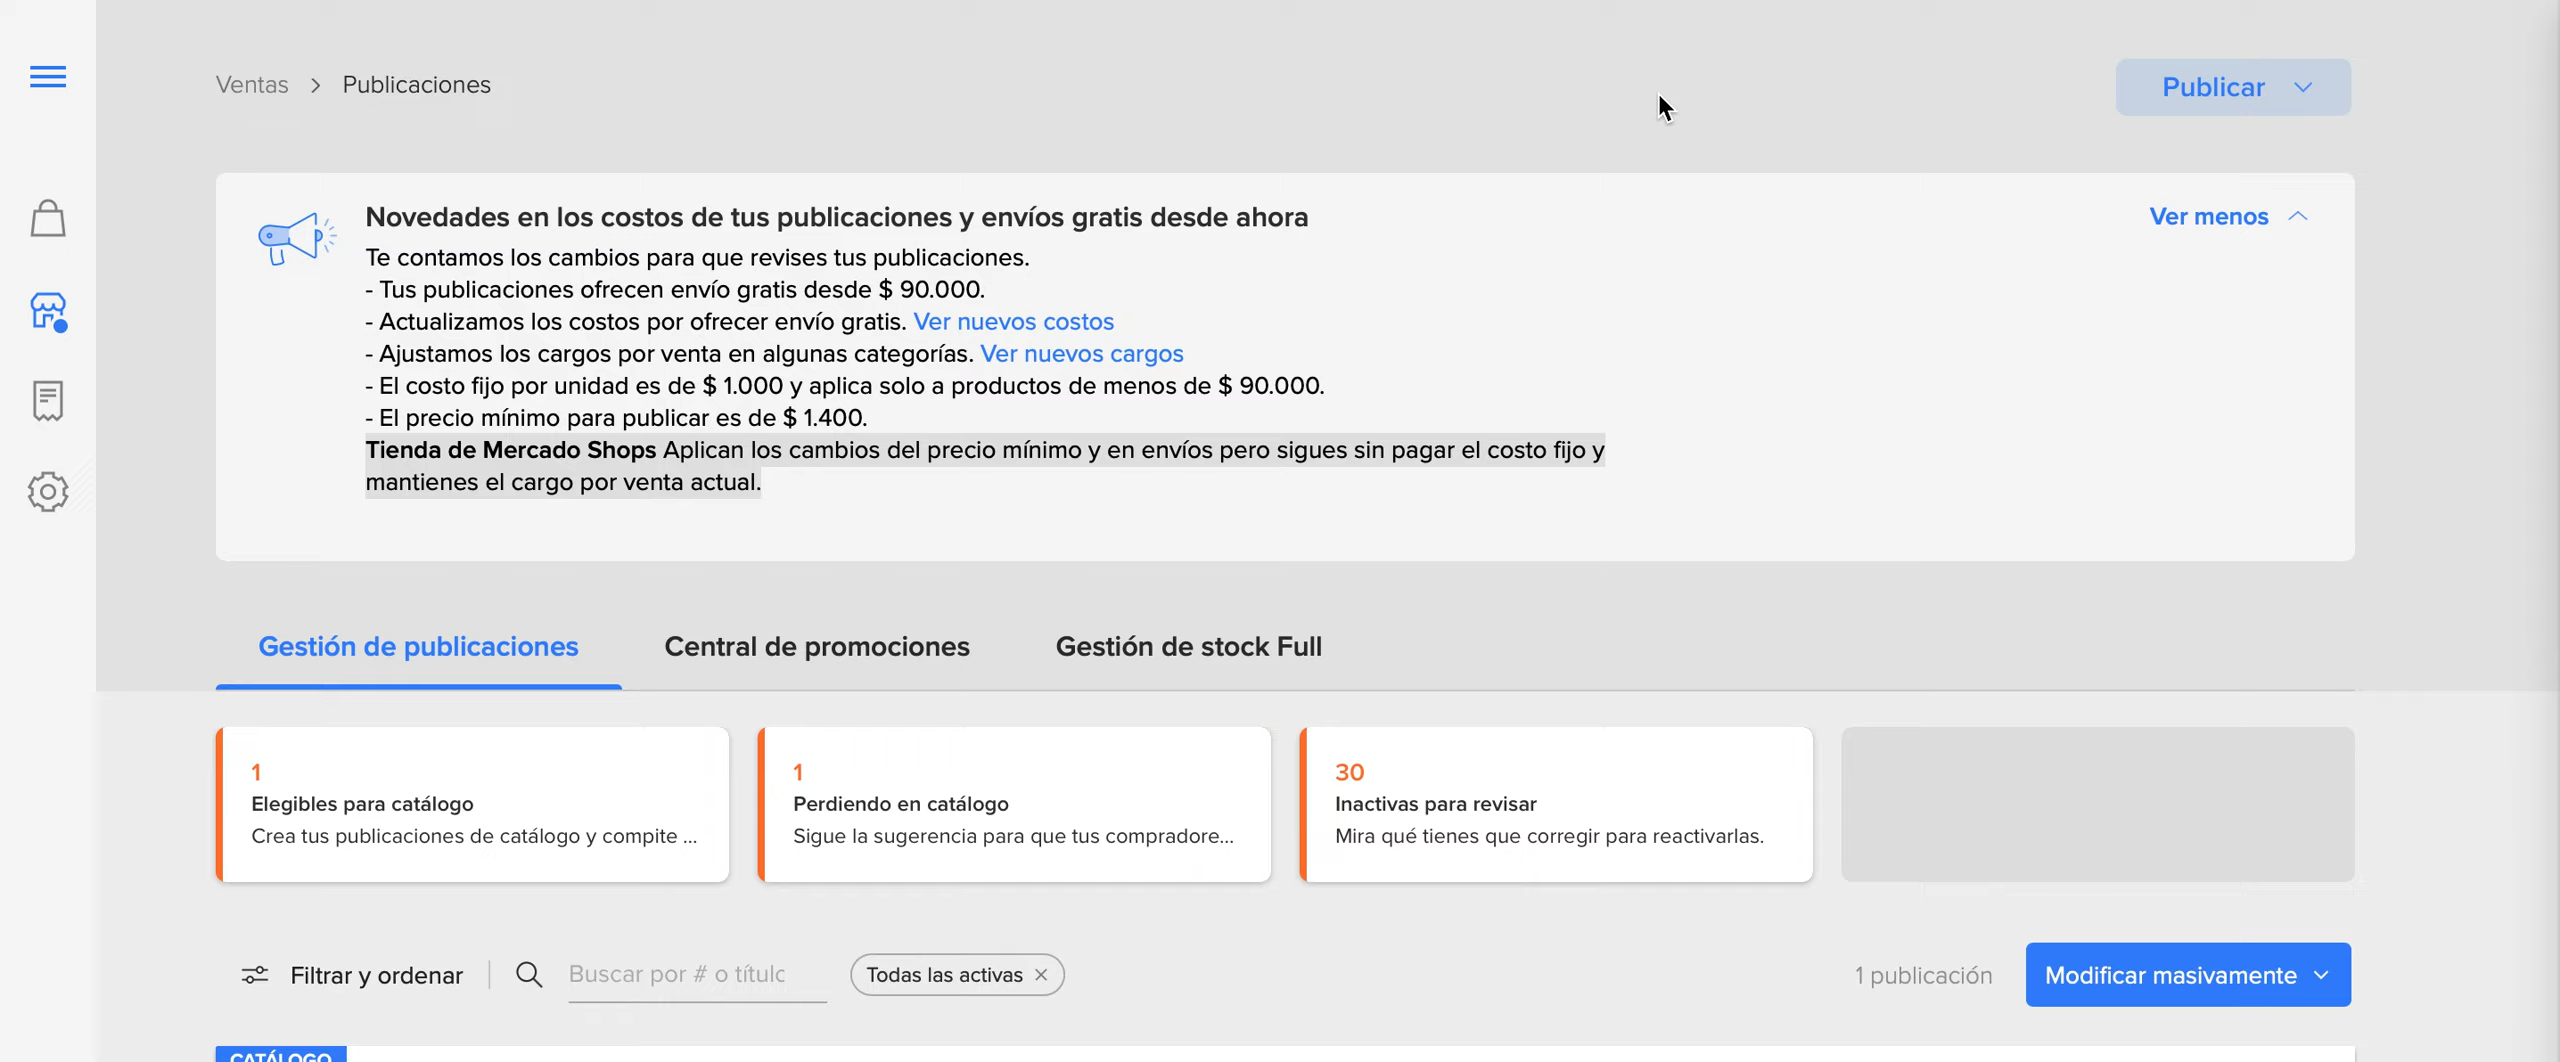 Ventas > Publicaciones
Publicar
Novedades en los costos de tus publicaciones y envíos gratis desde ahora
Ver menos
Te contamos los cambios para que revises tus publicaciones.
- Tus publicaciones ofrecen envío gratis desde $ 90.000.
- Actualizamos los costos por ofrecer envío gratis. Ver nuevos costos
- Ajustamos los cargos por venta en algunas categorías. Ver nuevos cargos
- El costo fijo por unidad es de $ 1.000 y aplica solo a productos de menos de $ 90.000.
- El precio mínimo para publicar es de $ 1.400.
Tienda de Mercado Shops Aplican los cambios del precio mínimo y en envíos pero sigues sin pagar el costo fijo y
mantienes el cargo por venta actual.
Gestión de publicaciones
Central de promociones
Gestión de stock Full
1
Elegibles para catálogo
Crea tus publicaciones de catálogo y compite ...
1
Perdiendo en catálogo
Sigue la sugerencia para que tus compradore...
30
Inactivas para revisar
Mira qué tienes que corregir para reactivarlas.
Filtrar y ordenar
Buscar por # o títulc
Todas las activas ×
1 publicación
Modificar masivamente
CATÁLOGO